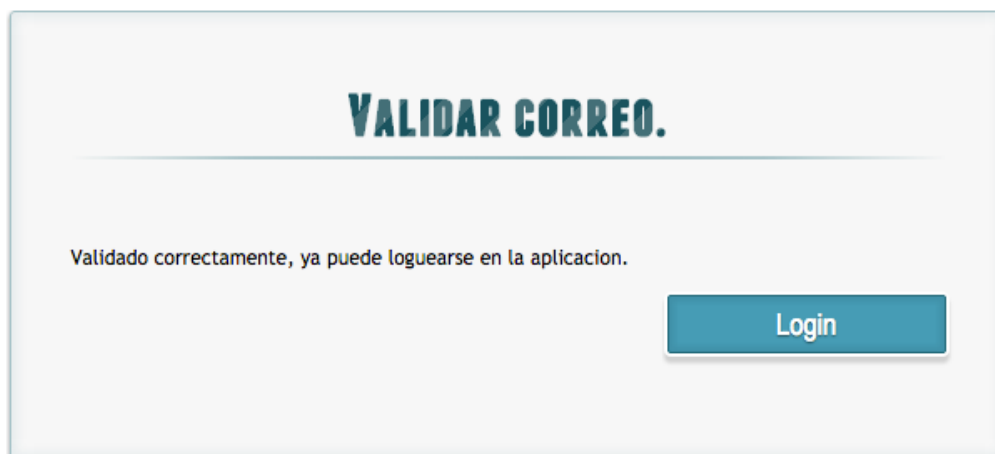 VALIDAR CORREO.
Validado correctamente, ya puede loguearse en la aplicacion.
Login